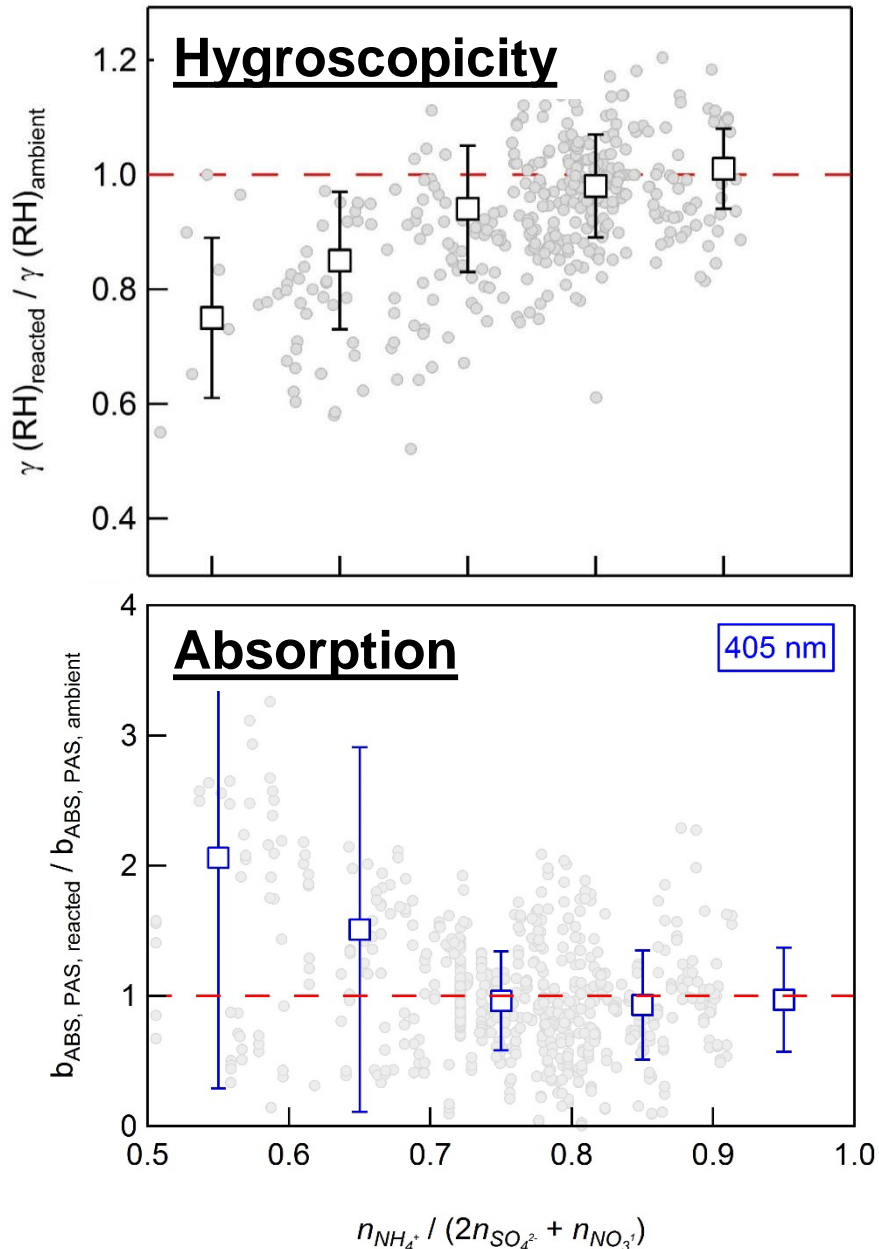 Hygroscopicity
γ (RH)reacted / γ (RH)ambient
1.2
1.0
0.8
0.6
0.4
Absorption
405 nm
bABS, PAS, reacted / bABS, PAS, ambient
4
3
2
1
0
0.5 0.6 0.7 0.8 0.9 1.0
nNH₄⁺ / (2nSO₄²⁻ + nNO₃¹)